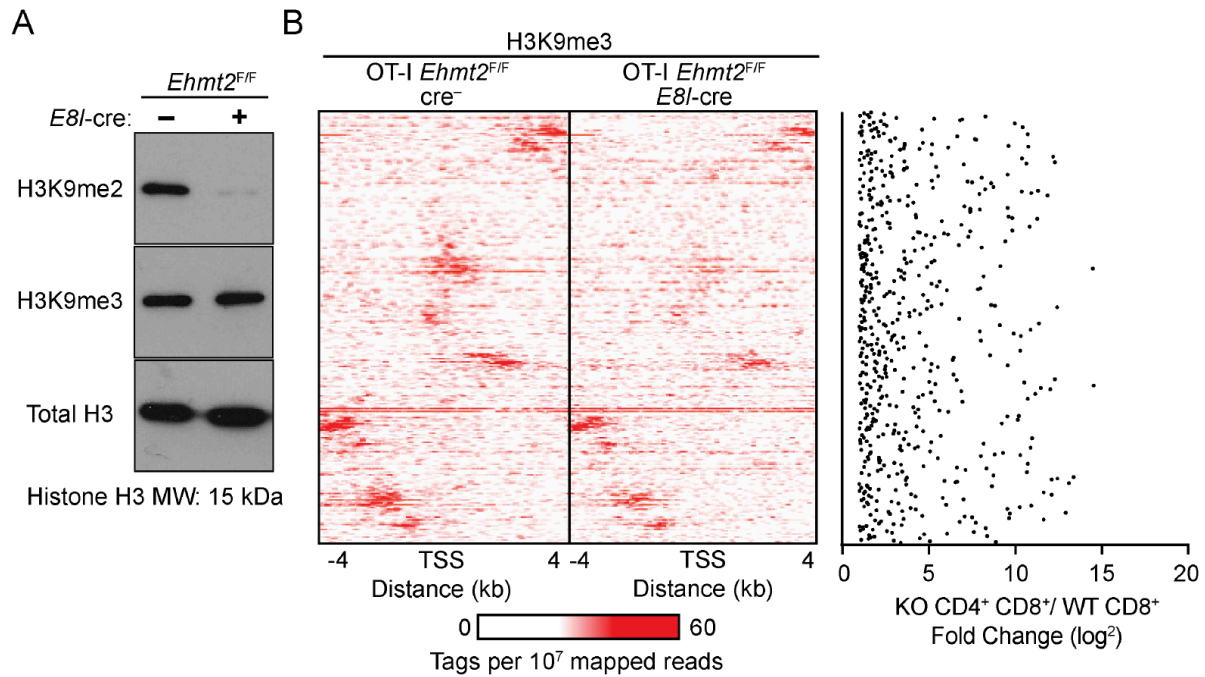 A
Ehmt2F/F
E8I-cre: – +
H3K9me2
H3K9me3
Total H3
Histone H3 MW: 15 kDa
B
H3K9me3
OT-I Ehmt2F/F
cre–
OT-I Ehmt2F/F
E8I-cre
-4 TSS 4
Distance (kb)
-4 TSS 4
Distance (kb)
0 60
Tags per 10⁷ mapped reads
0 5 10 15 20
KO CD4⁺ CD8⁺/ WT CD8⁺
Fold Change (log²)